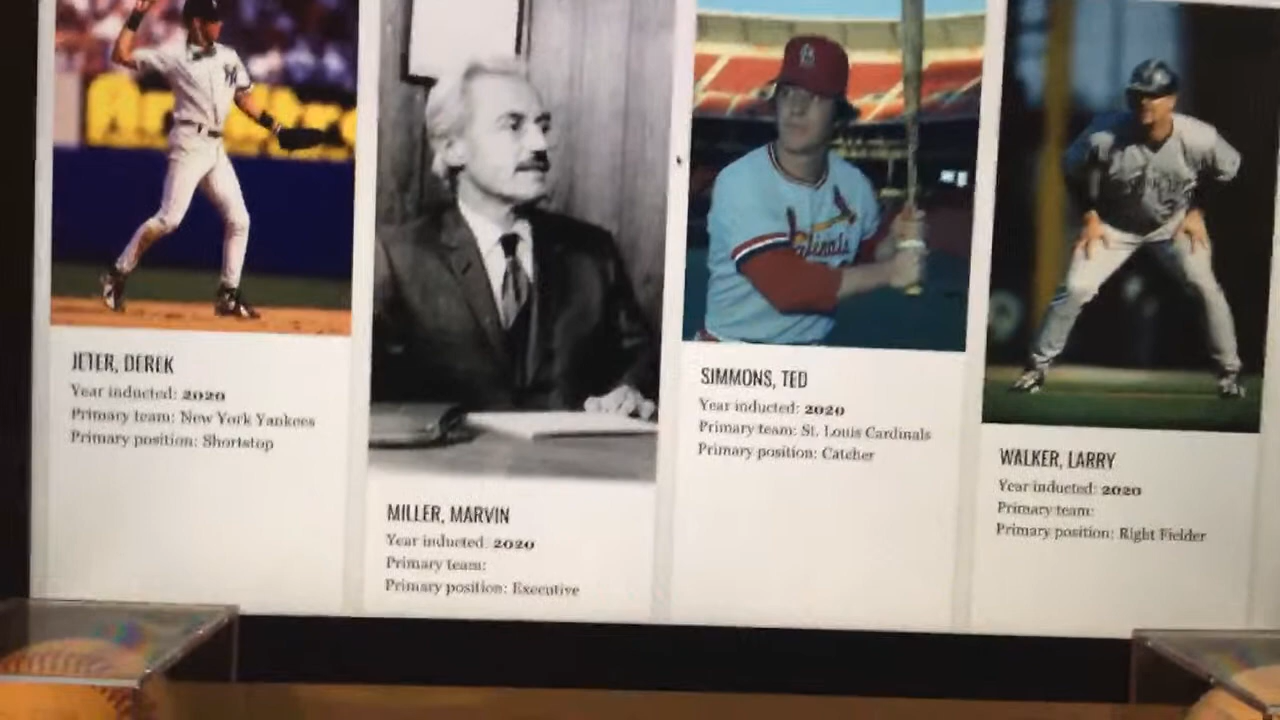 JETER, DEREK
Year inducted: 2020
Primary team: New York Yankees
Primary position: Shortstop
MILLER, MARVIN
Year inducted: 2020
Primary team:
Primary position: Executive
Cardinals
SIMMONS, TED
Year inducted: 2020
Primary team: St. Louis Cardinals
Primary position: Catcher
WALKER, LARRY
Year inducted: 2020
Primary team:
Primary position: Right Fielder